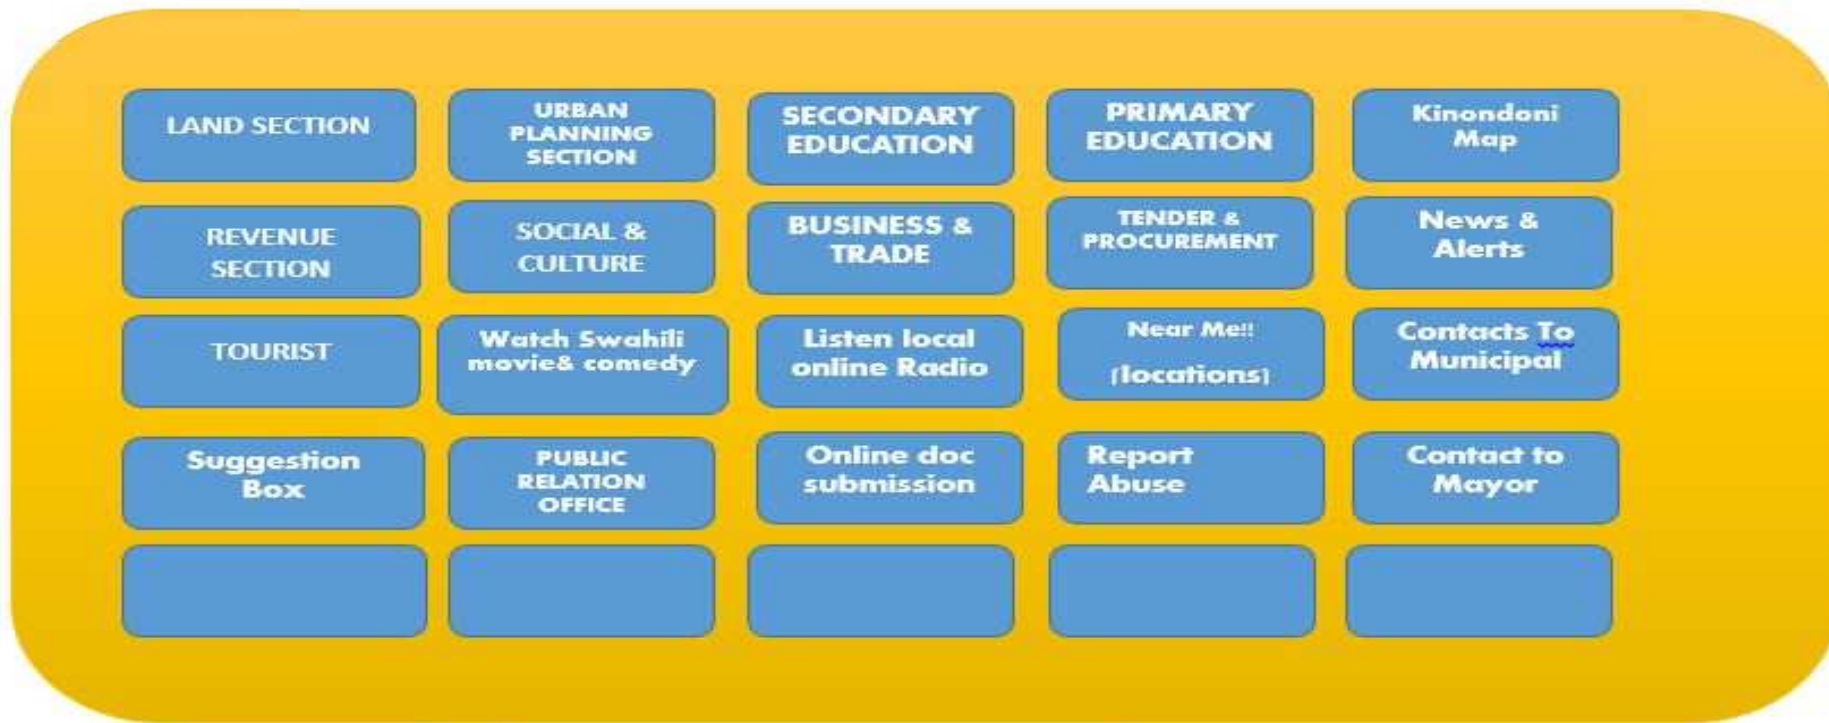 LAND SECTION
URBAN
PLANNING
SECTION
SECONDARY
EDUCATION
PRIMARY
EDUCATION
Kinondoni
Map
REVENUE
SECTION
SOCIAL &
CULTURE
BUSINESS &
TRADE
TENDER &
PROCUREMENT
News &
Alerts
TOURIST
Watch Swahili
movie& comedy
Listen local
online Radio
Near Me!!
(locations)
Contacts To
Municipal
Suggestion
Box
PUBLIC
RELATION
OFFICE
Online doc
submission
Report
Abuse
Contact to
Mayor